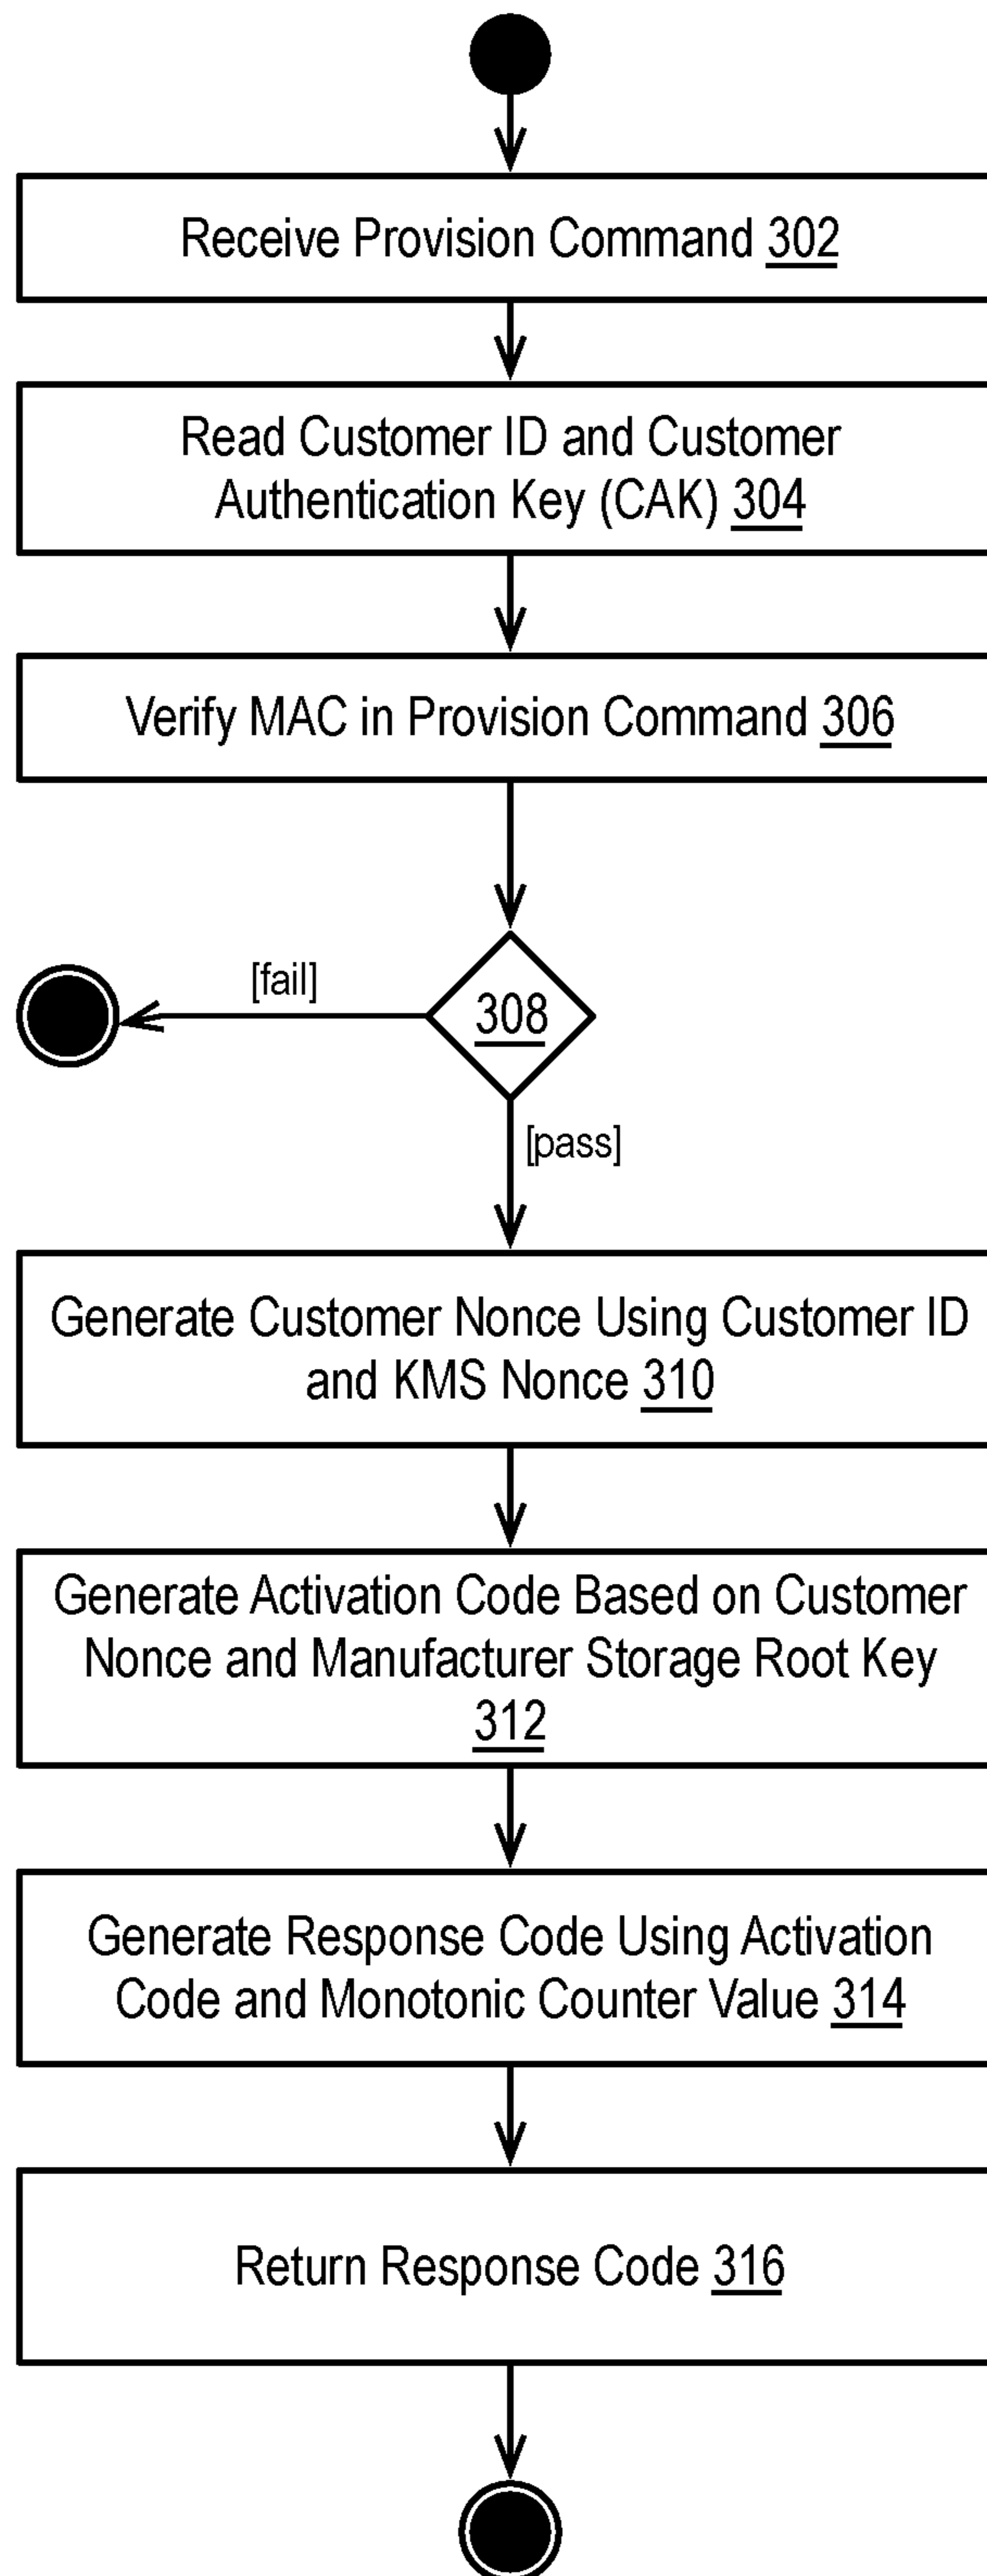 Receive Provision Command 302
Read Customer ID and Customer
Authentication Key (CAK) 304
Verify MAC in Provision Command 306
[fail]
308
[pass]
Generate Customer Nonce Using Customer ID
and KMS Nonce 310
Generate Activation Code Based on Customer
Nonce and Manufacturer Storage Root Key
312
Generate Response Code Using Activation
Code and Monotonic Counter Value 314
Return Response Code 316